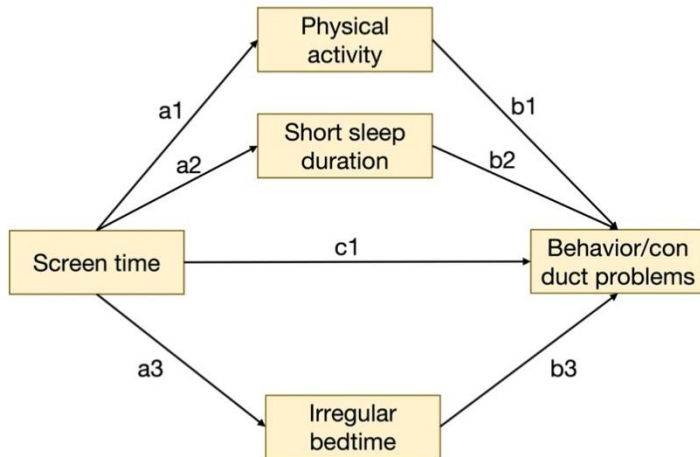 Physical
activity
a1
b1
Short sleep
duration
a2
b2
Screen time
c1
Behavior/con
duct problems
a3
b3
Irregular
bedtime